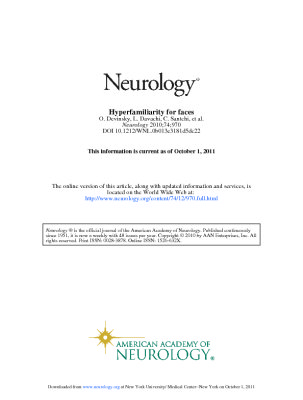 Neurology®
Hyperfamiliarity for faces
O. Devinsky, L. Davachi, C. Santchi, et al.
Neurology 2010;74;970
DOI 10.1212/WNL.0b013e3181d5dc22
This information is current as of October 1, 2011
The online version of this article, along with updated information and services, is
located on the World Wide Web at:
http://www.neurology.org/content/74/12/970.full.html
Neurology ® is the official journal of the American Academy of Neurology. Published continuously
since 1951, it is now a weekly with 48 issues per year. Copyright © 2010 by AAN Enterprises, Inc. All
rights reserved. Print ISSN: 0028-3878. Online ISSN: 1526-632X.
AMERICAN ACADEMY OF
NEUROLOGY®
Downloaded from www.neurology.org at New York University/ Medical Center: New York on October 1, 2011